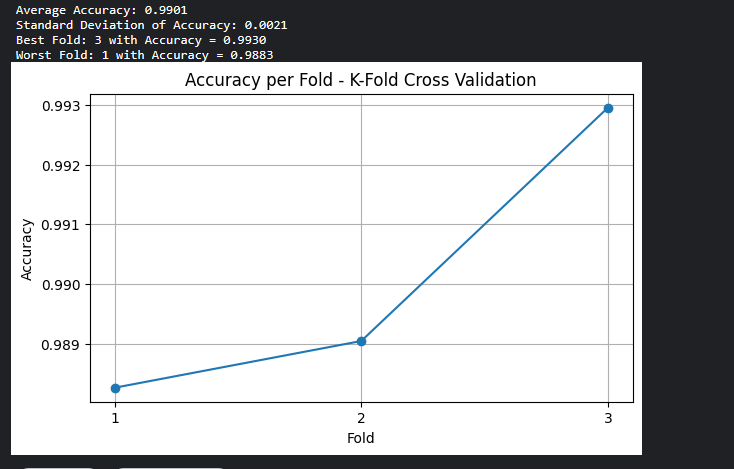 Average Accuracy: 0.9901
Standard Deviation of Accuracy: 0.0021
Best Fold: 3 with Accuracy = 0.9930
Worst Fold: 1 with Accuracy = 0.9883
Accuracy per Fold - K-Fold Cross Validation
0.993
0.992
0.991
0.990
0.989
Accuracy
1 2 3
Fold